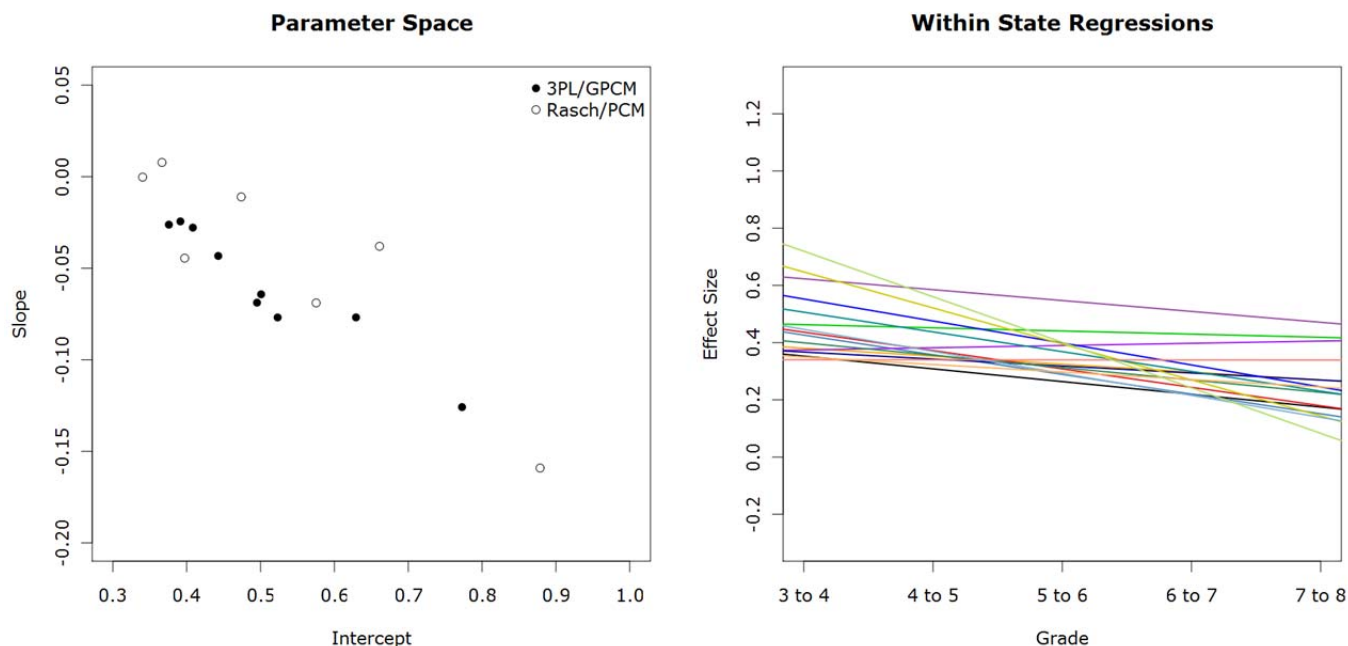 Parameter Space
3PL/GPCM
Rasch/PCM
0.05
0.00
-0.05
-0.10
-0.15
-0.20
Slope
0.3 0.4 0.5 0.6 0.7 0.8 0.9 1.0
Intercept
Within State Regressions
1.2
1.0
0.8
0.6
0.4
0.2
0.0
-0.2
Effect Size
3 to 4 4 to 5 5 to 6 6 to 7 7 to 8
Grade